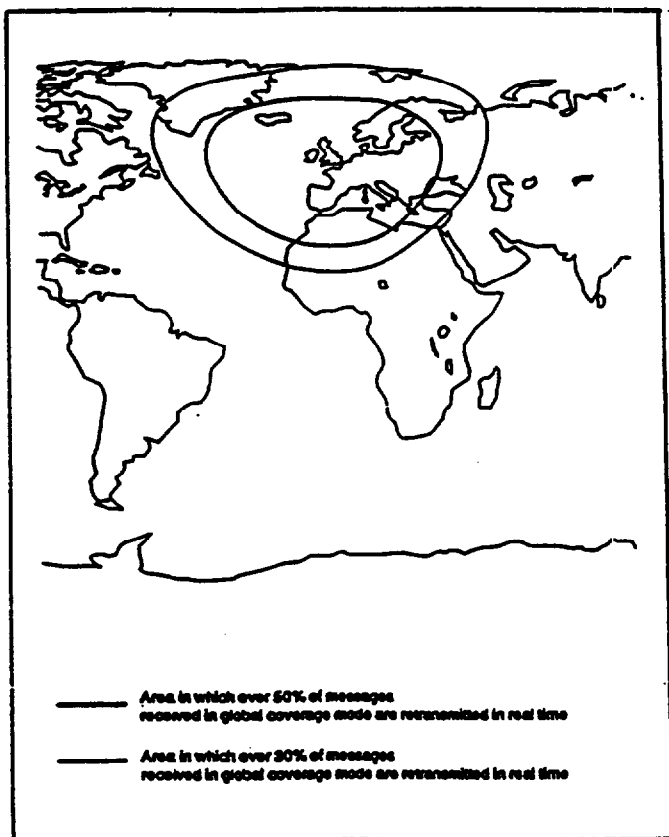 Area in which over 50% of messages
received in global coverage mode are retransmitted in real time
Area in which over of messages
received in global coverage mode are retransmitted in real time